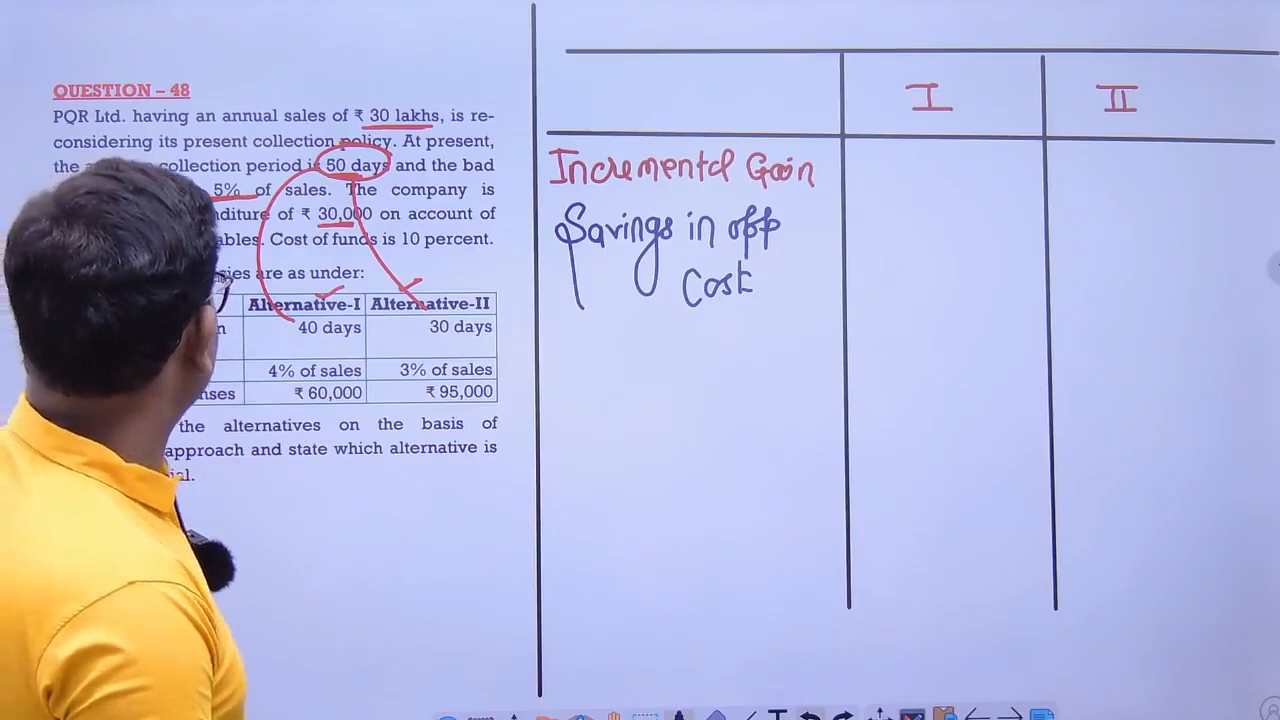 QUESTION – 48
PQR Ltd. having an annual sales of ₹ 30 lakhs, is re-
considering its present collection policy. At present,
the collection period is 50 days and the bad
5% of sales. The company is
of ₹ 30,000 on account of
Cost of funds is 10 percent.
are as under:
Alternative-I Alternative-II
40 days 30 days
4% of sales 3% of sales
₹ 60,000 ₹ 95,000
the alternatives on the basis of
approach and state which alternative is
I II
Incremental Gain
Savings in opp
Cost